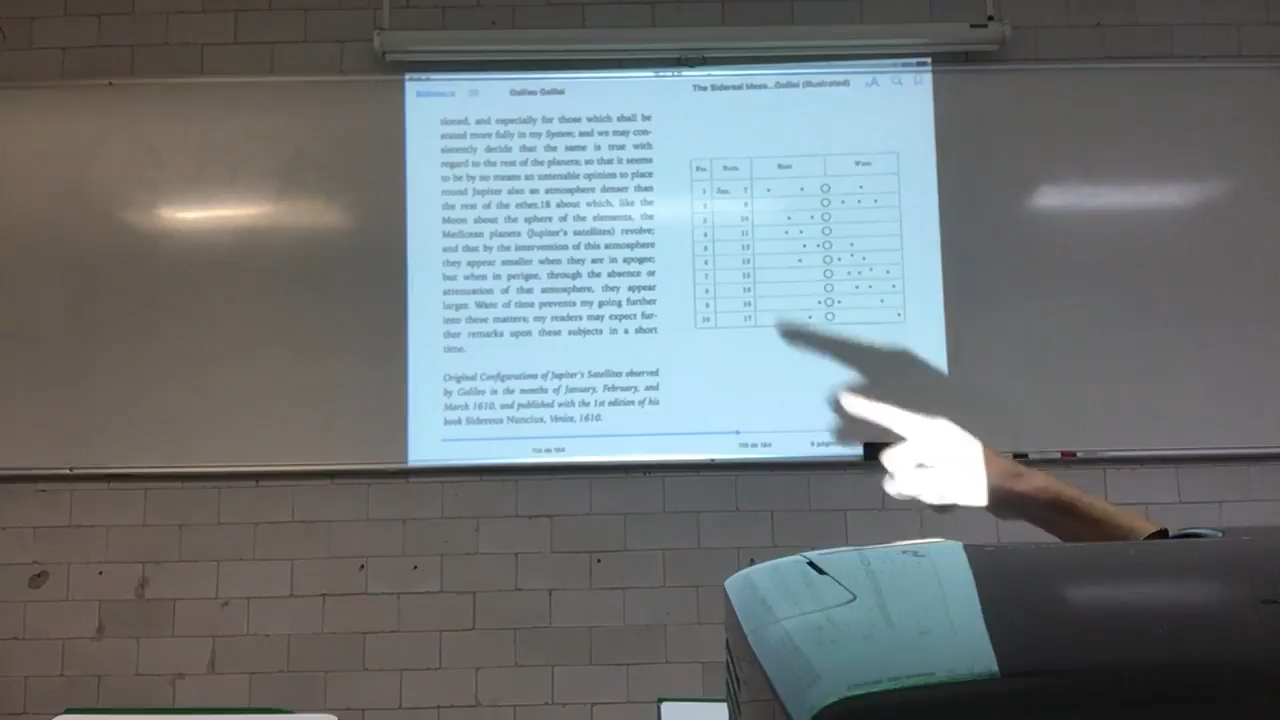 Galileo Galilei
The Sidereal Mess...Galilei (Illustrated)
tioned, and especially for those which shall be
stated more fully in my System; and we may con-
sistently decide that the same is true with
regard to the rest of the planets; so that it seems
to be by no means an untenable opinion to place
round Jupiter also an atmosphere denser than
the rest of the ether,18 about which, like the
Moon about the sphere of the elements, the
Medicean planets (Jupiter's satellites) revolve;
and that by the intervention of this atmosphere
they appear smaller when they are in apogee;
but when in perigee, through the absence or
attenuation of that atmosphere, they appear
larger. Want of time prevents my going further
into these matters; my readers may expect fur-
ther remarks upon these subjects in a short
time.
Original Configurations of Jupiter's Satellites observed
by Galileo in the months of January, February, and
March 1610, and published with the 1st edition of his
book Sidereus Nuncius, Venice, 1610.
Fig. Date. East West
1 Jan. 7
2 8
3 10
4 11
5 12
6 13
7 15
8
9
10 17
de 184
de 184